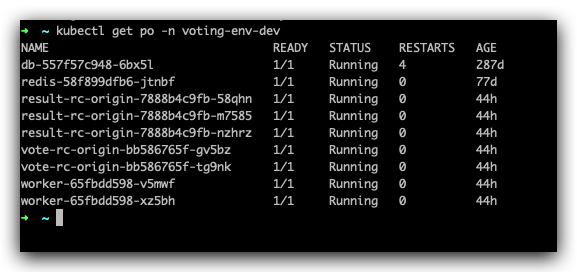 ➜ ~ kubectl get po -n voting-env-dev
NAME READY STATUS RESTARTS AGE
db-557f57c948-6bx5l 1/1 Running 4 287d
redis-58f899dfb6-jtnbf 1/1 Running 0 77d
result-rc-origin-7888b4c9fb-58qhn 1/1 Running 0 44h
result-rc-origin-7888b4c9fb-m7585 1/1 Running 0 44h
result-rc-origin-7888b4c9fb-nzhrz 1/1 Running 0 44h
vote-rc-origin-bb586765f-gv5bz 1/1 Running 0 44h
vote-rc-origin-bb586765f-tg9nk 1/1 Running 0 44h
worker-65fbdd598-v5mwf 1/1 Running 0 44h
worker-65fbdd598-xz5bh 1/1 Running 0 44h
➜ ~